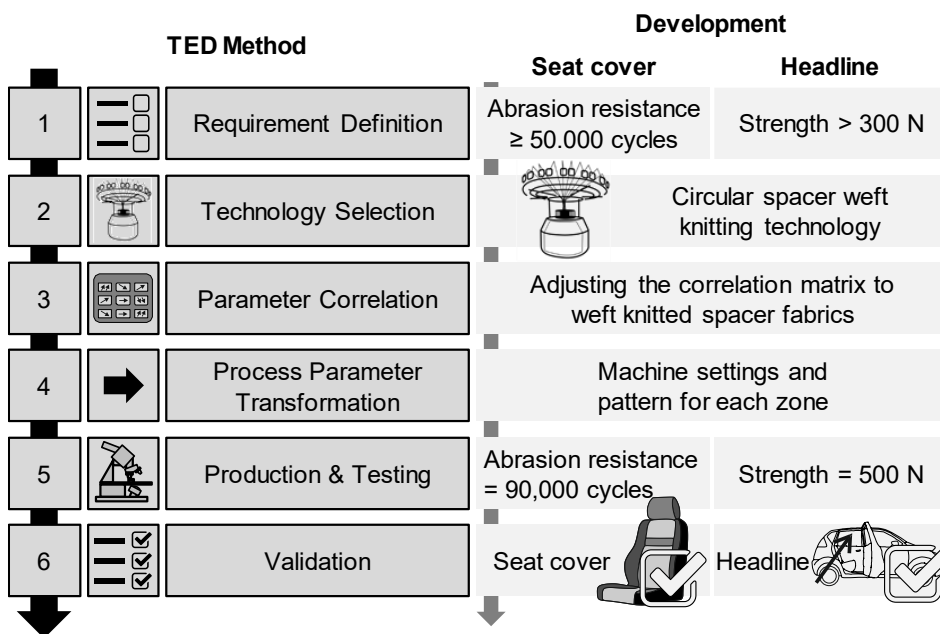 TED Method
Development
Seat cover
Headline
1
Requirement Definition
Abrasion resistance
≥ 50.000 cycles
Strength > 300 N
2
Technology Selection
Circular spacer weft
knitting technology
3
Parameter Correlation
Adjusting the correlation matrix to
weft knitted spacer fabrics
4
Process Parameter
Transformation
Machine settings and
pattern for each zone
5
Production & Testing
Abrasion resistance
= 90,000 cycles
Strength = 500 N
6
Validation
Seat cover
Headline